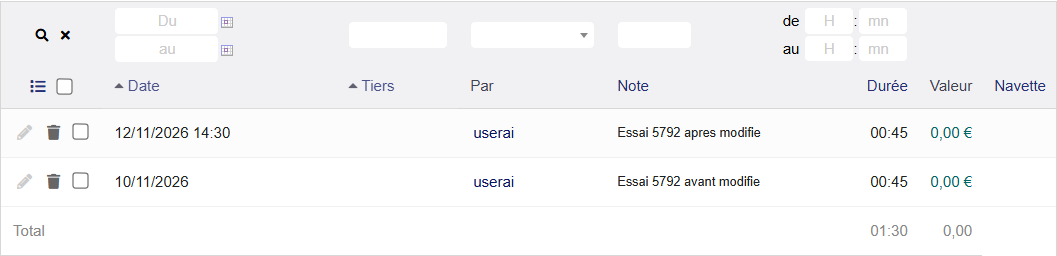 Du
de H : mn
au
au H : mn
Date Tiers Par Note Durée Valeur Navette
12/11/2026 14:30 userai Essai 5792 apres modifie 00:45 0,00 €
10/11/2026 userai Essai 5792 avant modifie 00:45 0,00 €
Total 01:30 0,00